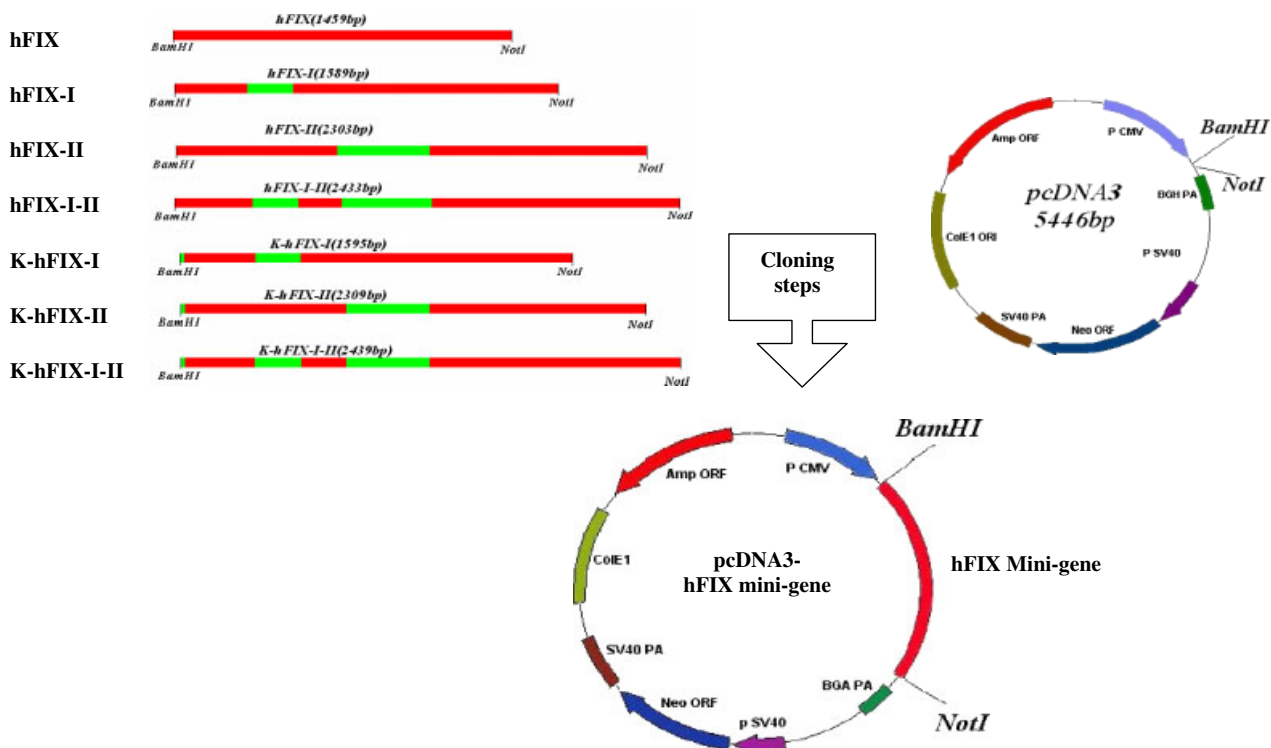 hFIX
hFIX(1459bp)
BamHI
NotI
hFIX-I
hFIX-I(1589bp)
BamHI
NotI
hFIX-II
hFIX-II(2303bp)
BamHI
NotI
hFIX-I-II
hFIX-I-II(2433bp)
BamHI
NotI
K-hFIX-I
K-hFIX-I(1595bp)
BamHI
NotI
K-hFIX-II
K-hFIX-II(2309bp)
BamHI
NotI
K-hFIX-I-II
K-hFIX-I-II(2439bp)
BamHI
NotI
Cloning
steps
Amp ORF
P CMV
BamHI
NotI
pcDNA3
5446bp
BGH PA
ColE1 ORI
P SV40
SV40 PA
Neo ORF
BamHI
Amp ORF
P CMV
ColE1
pcDNA3-
hFIX mini-gene
hFIX Mini-gene
SV40 PA
BGA PA
Neo ORF
p SV40
NotI